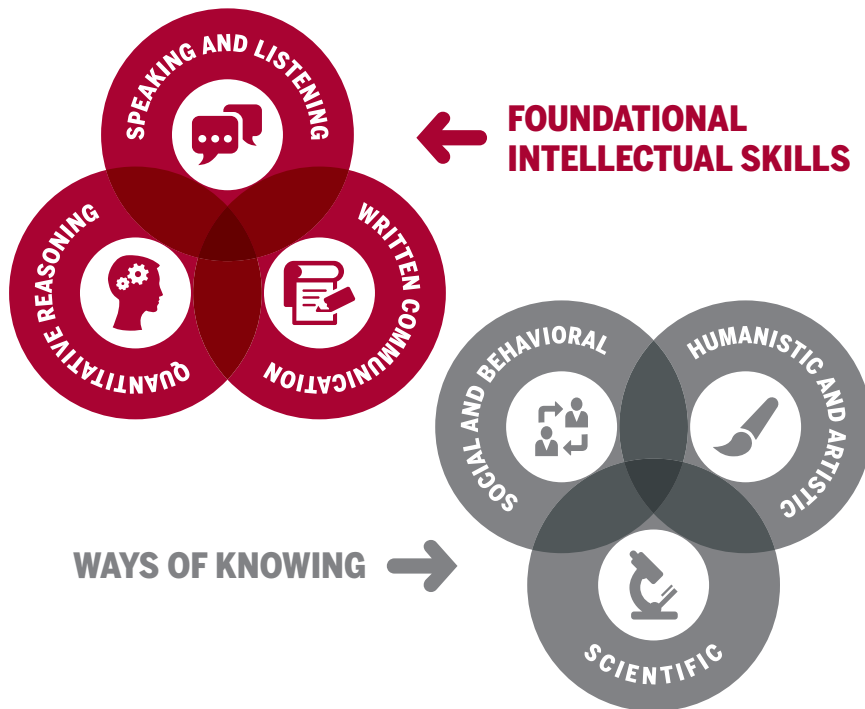 SPEAKING AND LISTENING
FOUNDATIONAL
INTELLECTUAL SKILLS
QUANTITATIVE REASONING
WRITTEN COMMUNICATION
SOCIAL AND BEHAVIORAL
HUMANISTIC AND ARTISTIC
WAYS OF KNOWING
SCIENTIFIC